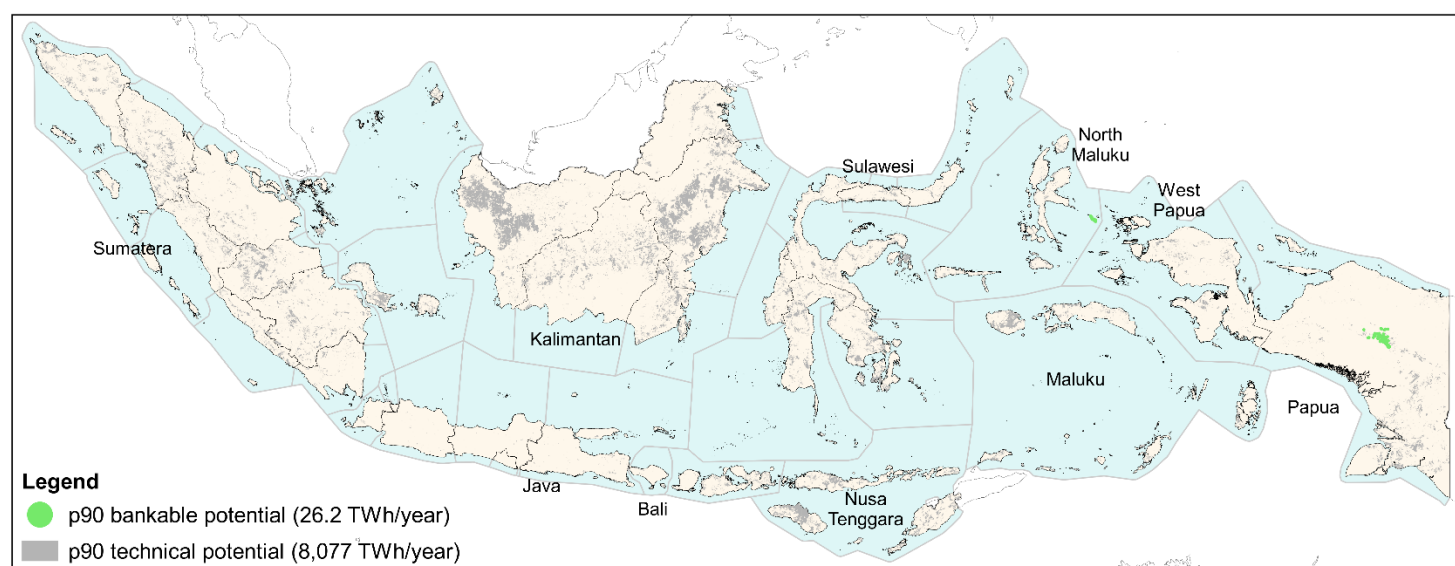 North
Maluku
Sulawesi
West
Papua
Sumatera
Kalimantan
Maluku
Papua
Legend
Java
Bali
Nusa
Tenggara
p90 bankable potential (26.2 TWh/year)
p90 technical potential (8,077 TWh/year)